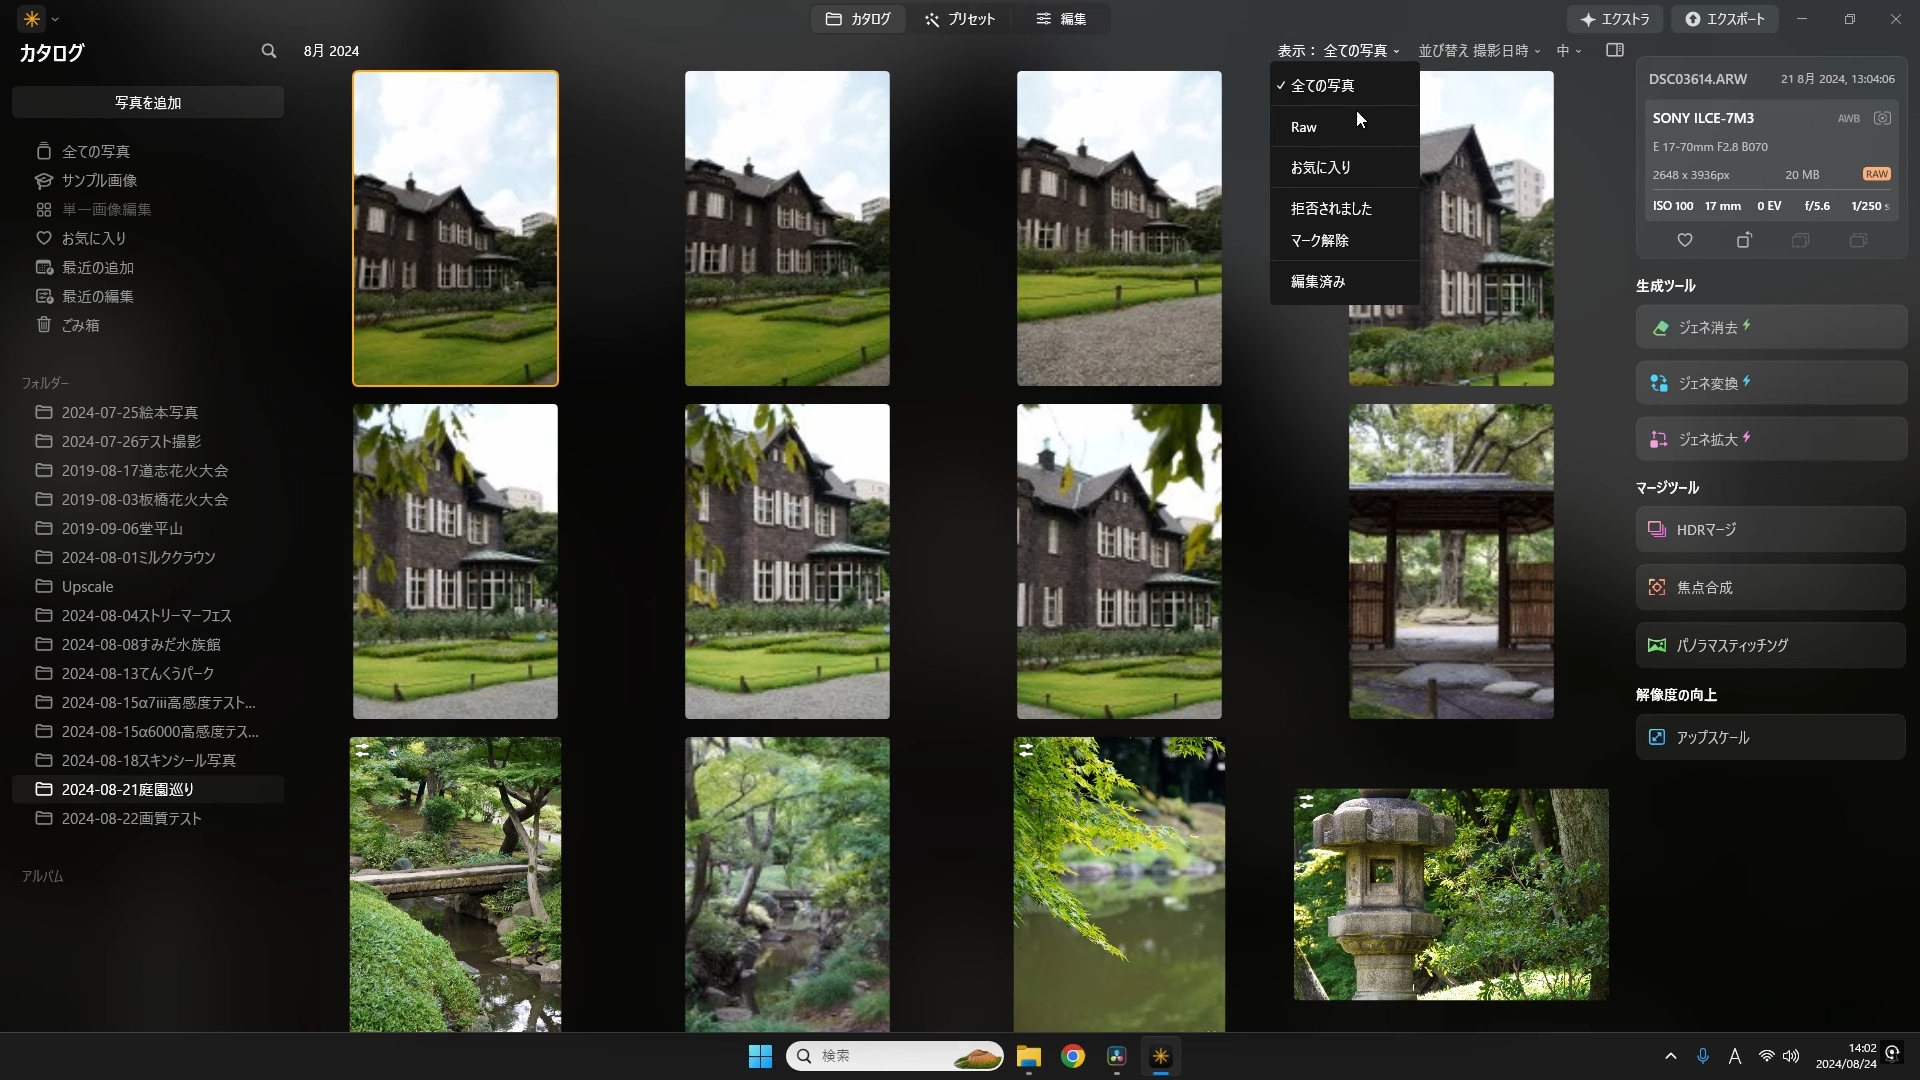 カタログ
プリセット
編集
エクストラ
エクスポート
カタログ
8月 2024
表示： 全ての写真
並び替え 撮影日時
中
写真を追加
全ての写真
サンプル画像
単一画像編集
お気に入り
最近の追加
最近の編集
ごみ箱
フォルダー
2024-07-25絵本写真
2024-07-26テスト撮影
2019-08-17道志花火大会
2019-08-03板橋花火大会
2019-09-06堂平山
2024-08-01ミルククラウン
Upscale
2024-08-04ストリーマーフェス
2024-08-08すみだ水族館
2024-08-13てんくうパーク
2024-08-15α7iii高感度テスト...
2024-08-15α6000高感度テス...
2024-08-18スキンシール写真
2024-08-21庭園巡り
2024-08-22画質テスト
アルバム
全ての写真
Raw
お気に入り
拒否されました
マーク解除
編集済み
DSC03614.ARW
21 8月 2024, 13:04:06
SONY ILCE-7M3
AWB
E 17-70mm F2.8 B070
2648 x 3936px
20 MB
RAW
ISO 100
17 mm
0 EV
f/5.6
1/250 s
生成ツール
ジェネ消去
ジェネ変換
ジェネ拡大
マージツール
HDRマージ
焦点合成
パノラマスティッチング
解像度の向上
アップスケール
検索
A
14:02
2024/08/24